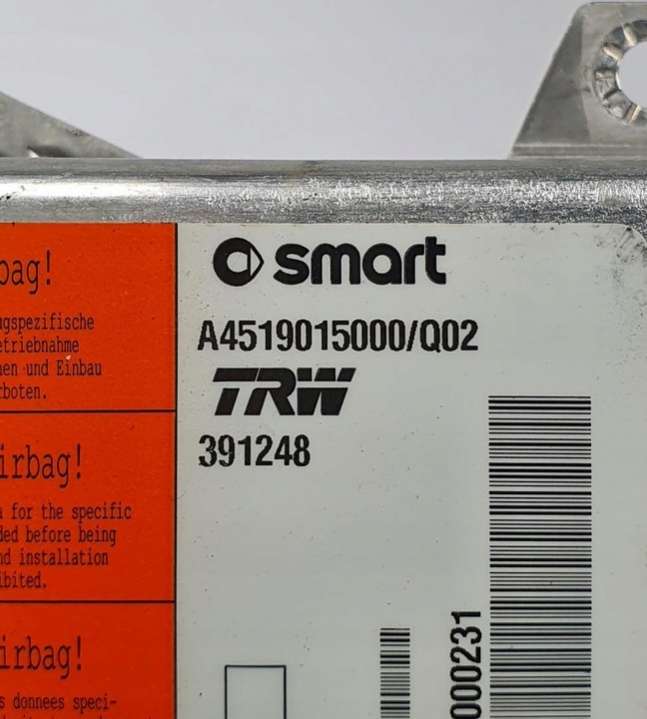 bag!
ugspezifische
etriebnahme
nen und Einbau
rboten.
irbag!
a for the specific
ded before being
nd installation
ibited.
irbag!
s donnees speci-
smart
A4519015000/Q02
TRW
391248
000231